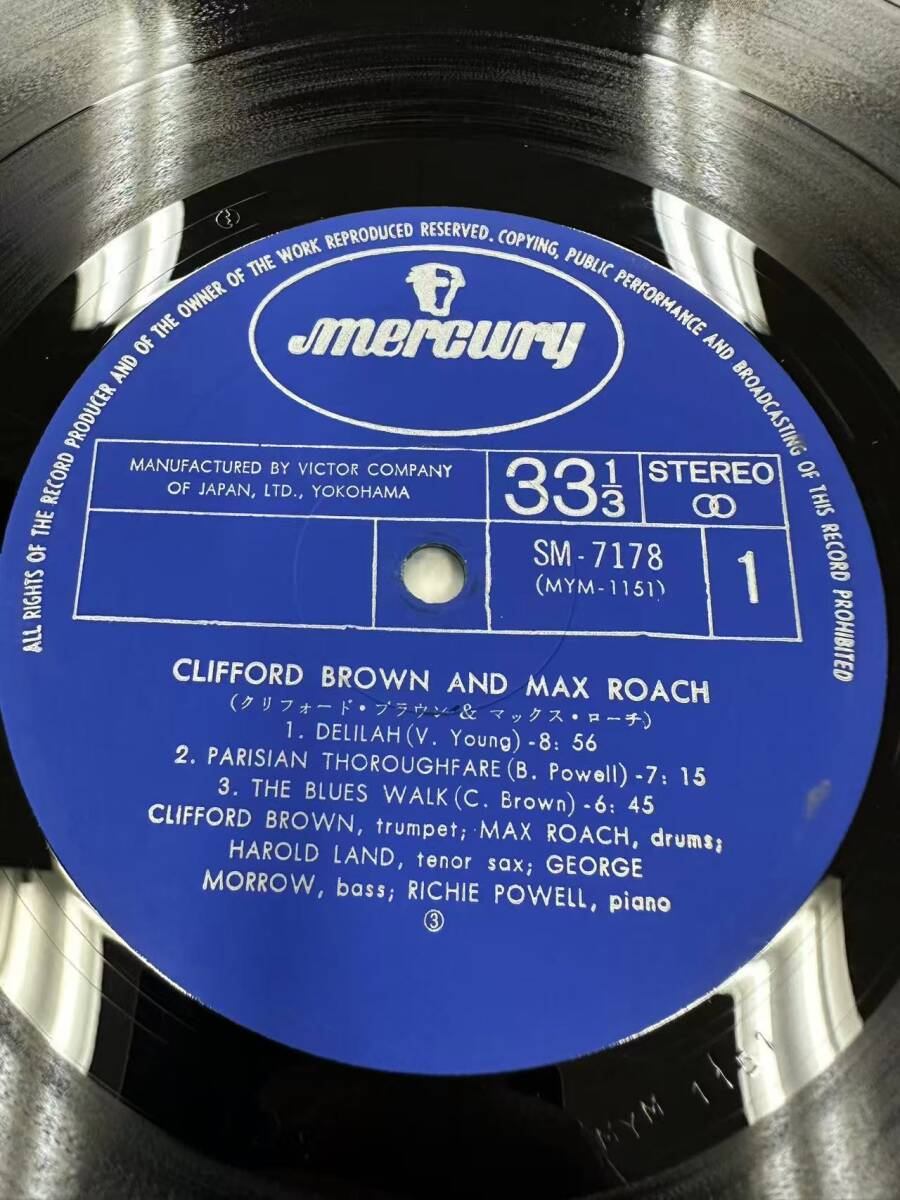 ALL RIGHTS OF THE RECORD PRODUCER AND OF THE OWNER OF THE WORK REPRODUCED RESERVED. COPYING, PUBLIC PERFORMANCE AND BROADCASTING OF THIS RECORD PROHIBITED
mercury
MANUFACTURED BY VICTOR COMPANY
OF JAPAN, LTD., YOKOHAMA
33 1/3
STEREO
SM-7178
(MYM-1151)
1
CLIFFORD BROWN AND MAX ROACH
(クリフォード・ブラウン & マックス・ローチ)
1. DELILAH (V. Young) -8: 56
2. PARISIAN THOROUGHFARE (B. Powell) -7: 15
3. THE BLUES WALK (C. Brown) -6: 45
CLIFFORD BROWN, trumpet; MAX ROACH, drums;
HAROLD LAND, tenor sax; GEORGE
MORROW, bass; RICHIE POWELL, piano
③
MYM 1151